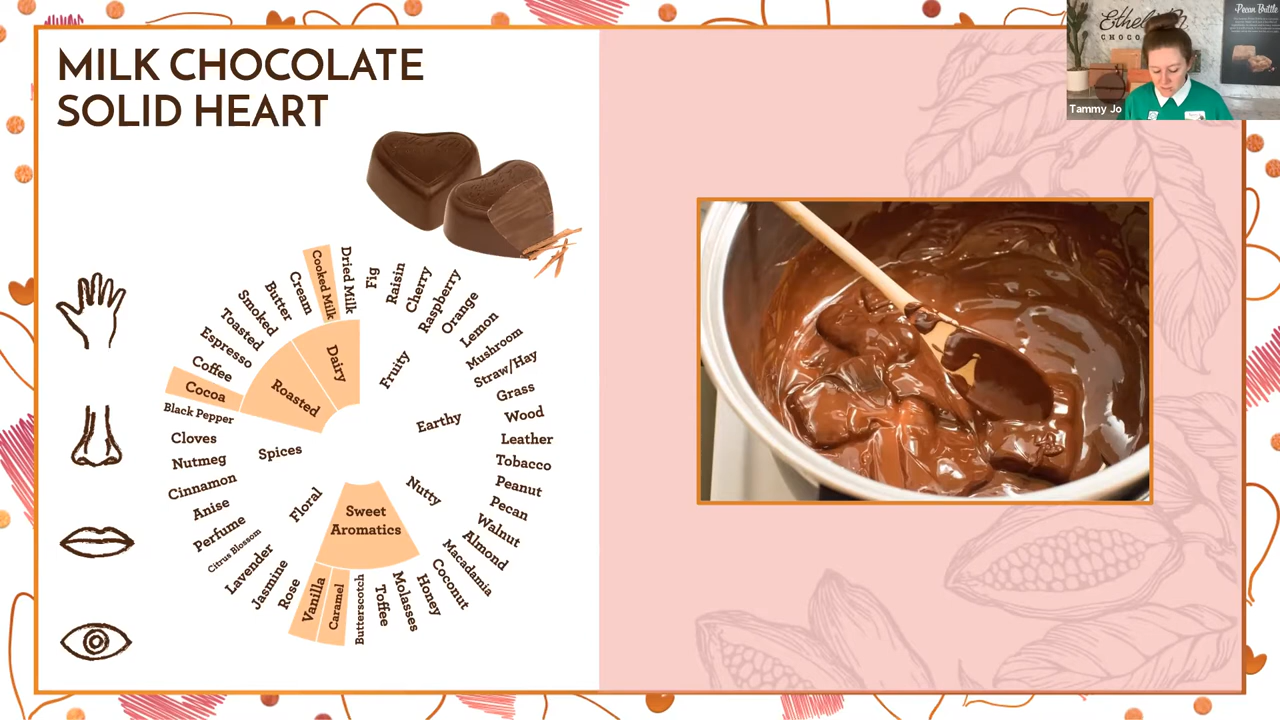 MILK CHOCOLATE
SOLID HEART
Dried Milk
Fig
Raisin
Cherry
Raspberry
Orange
Lemon
Mushroom
Straw/Hay
Grass
Wood
Leather
Tobacco
Peanut
Pecan
Walnut
Almond
Macadamia
Coconut
Honey
Molasses
Toffee
Butterscotch
Caramel
Vanilla
Rose
Jasmine
Lavender
Citrus Blossom
Perfume
Anise
Cinnamon
Nutmeg
Cloves
Black Pepper
Cocoa
Coffee
Espresso
Toasted
Smoked
Butter
Cream
Cooked Milk
Dairy
Fruity
Earthy
Nutty
Sweet
Aromatics
Floral
Spices
Roasted
Pecan Brittle
Tammy Jo